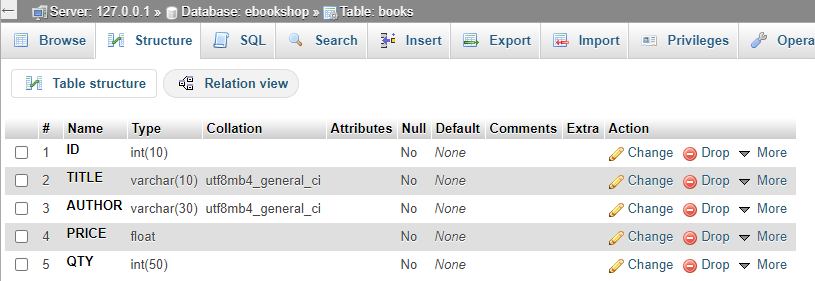 Server: 127.0.0.1 » Database: ebookshop » Table: books
Browse Structure SQL Search Insert Export Import Privileges Opera
Table structure Relation view
# Name Type Collation Attributes Null Default Comments Extra Action
1 ID int(10) No None Change Drop More
2 TITLE varchar(10) utf8mb4_general_ci No None Change Drop More
3 AUTHOR varchar(30) utf8mb4_general_ci No None Change Drop More
4 PRICE float No None Change Drop More
5 QTY int(50) No None Change Drop More